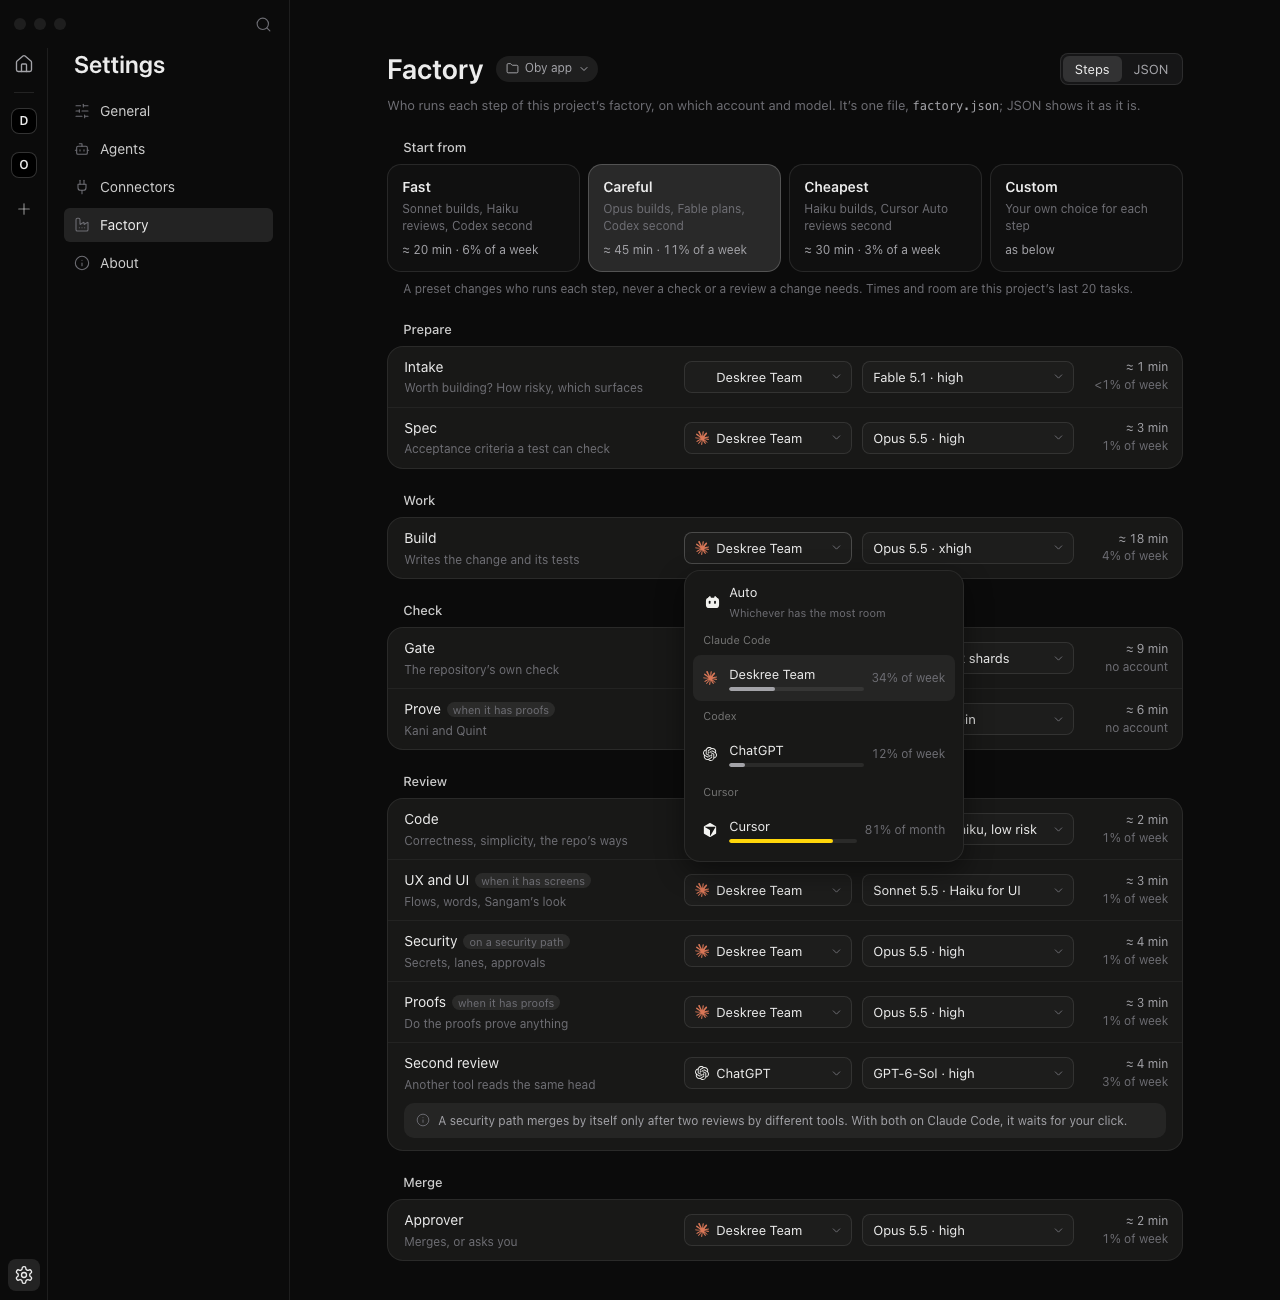 Settings
D
O
General
Agents
Connectors
Factory
About
Factory
Oby app
Steps
JSON
Who runs each step of this project's factory, on which account and model. It's one file, factory.json; JSON shows it as it is.
Start from
Fast
Sonnet builds, Haiku
reviews, Codex second
≈ 20 min · 6% of a week
Careful
Opus builds, Fable plans,
Codex second
≈ 45 min · 11% of a week
Cheapest
Haiku builds, Cursor Auto
reviews second
≈ 30 min · 3% of a week
Custom
Your own choice for each
step
as below
A preset changes who runs each step, never a check or a review a change needs. Times and room are this project's last 20 tasks.
Prepare
Intake
Worth building? How risky, which surfaces
Deskree Team
Fable 5.1 · high
≈ 1 min
<1% of week
Spec
Acceptance criteria a test can check
Deskree Team
Opus 5.5 · high
≈ 3 min
1% of week
Work
Build
Writes the change and its tests
Deskree Team
Opus 5.5 · xhigh
≈ 18 min
4% of week
Auto
Whichever has the most room
Claude Code
Deskree Team
34% of week
Codex
ChatGPT
12% of week
Cursor
Cursor
81% of month
Check
Gate
The repository's own check
shards
≈ 9 min
no account
Prove
when it has proofs
Kani and Quint
in
≈ 6 min
no account
Review
Code
Correctness, simplicity, the repo's ways
iku, low risk
≈ 2 min
1% of week
UX and UI
when it has screens
Flows, words, Sangam's look
Deskree Team
Sonnet 5.5 · Haiku for UI
≈ 3 min
1% of week
Security
on a security path
Secrets, lanes, approvals
Deskree Team
Opus 5.5 · high
≈ 4 min
1% of week
Proofs
when it has proofs
Do the proofs prove anything
Deskree Team
Opus 5.5 · high
≈ 3 min
1% of week
Second review
Another tool reads the same head
ChatGPT
GPT-6-Sol · high
≈ 4 min
3% of week
A security path merges by itself only after two reviews by different tools. With both on Claude Code, it waits for your click.
Merge
Approver
Merges, or asks you
Deskree Team
Opus 5.5 · high
≈ 2 min
1% of week